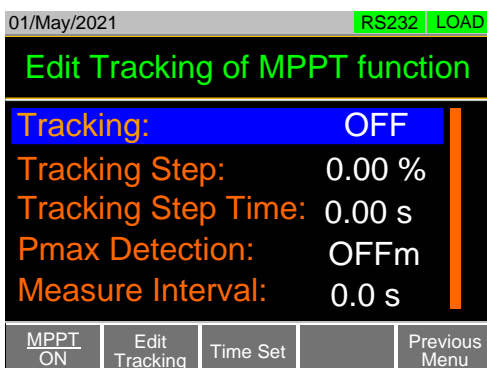 01/May/2021 RS232 LOAD
Edit Tracking of MPPT function
Tracking: OFF
Tracking Step: 0.00 %
Tracking Step Time: 0.00 s
Pmax Detection: OFFm
Measure Interval: 0.0 s
MPPT ON Edit Tracking Time Set Previous Menu